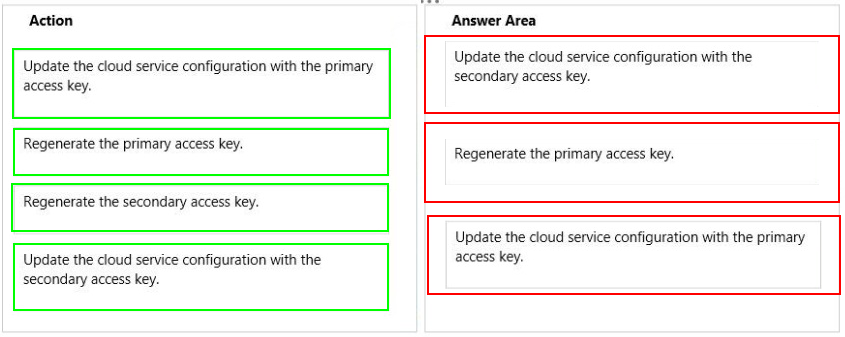 Action
Update the cloud service configuration with the primary
access key.
Regenerate the primary access key.
Regenerate the secondary access key.
Update the cloud service configuration with the
secondary access key.
Answer Area
Update the cloud service configuration with the
secondary access key.
Regenerate the primary access key.
Update the cloud service configuration with the primary
access key.